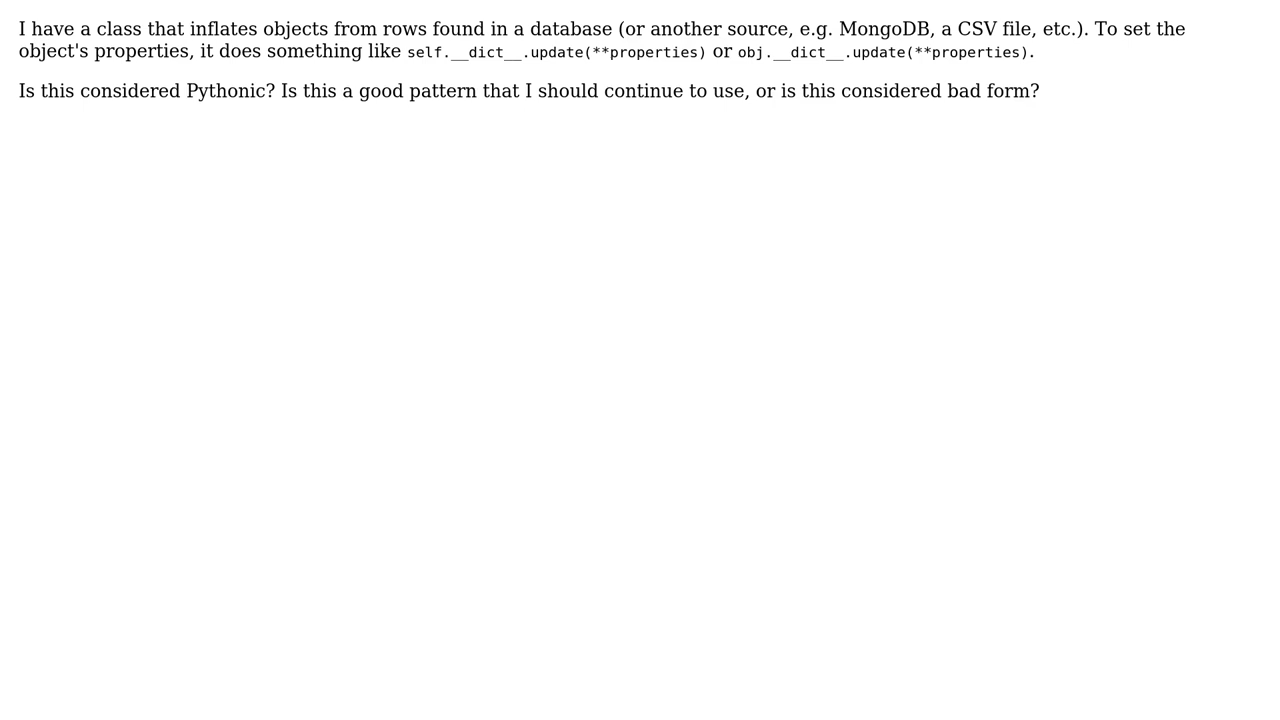 I have a class that inflates objects from rows found in a database (or another source, e.g. MongoDB, a CSV file, etc.). To set the
object's properties, it does something like self.__dict__.update(**properties) or obj.__dict__.update(**properties).
Is this considered Pythonic? Is this a good pattern that I should continue to use, or is this considered bad form?